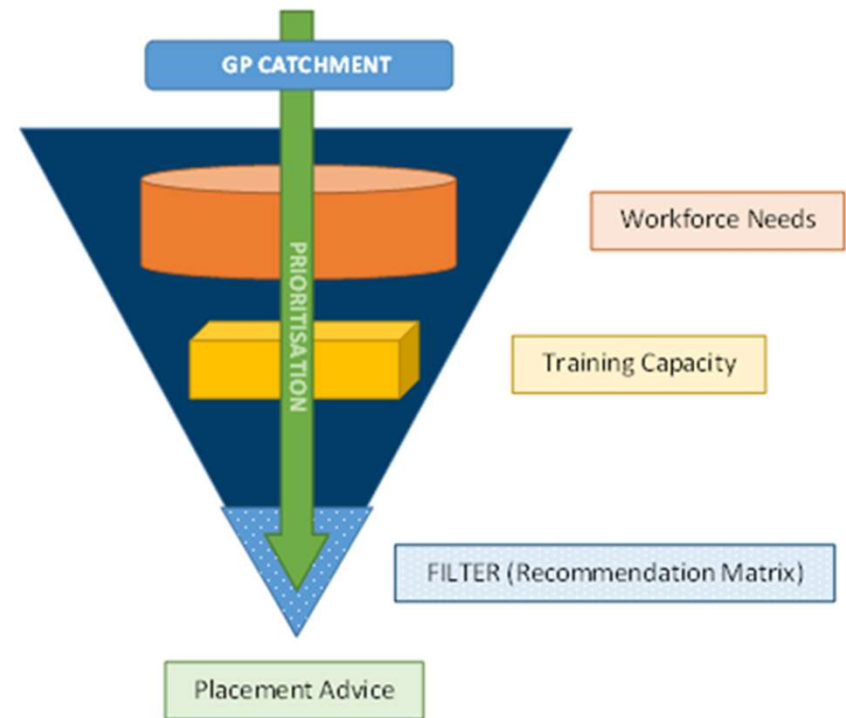 GP CATCHMENT
Workforce Needs
PRIORITISATION
Training Capacity
FILTER (Recommendation Matrix)
Placement Advice